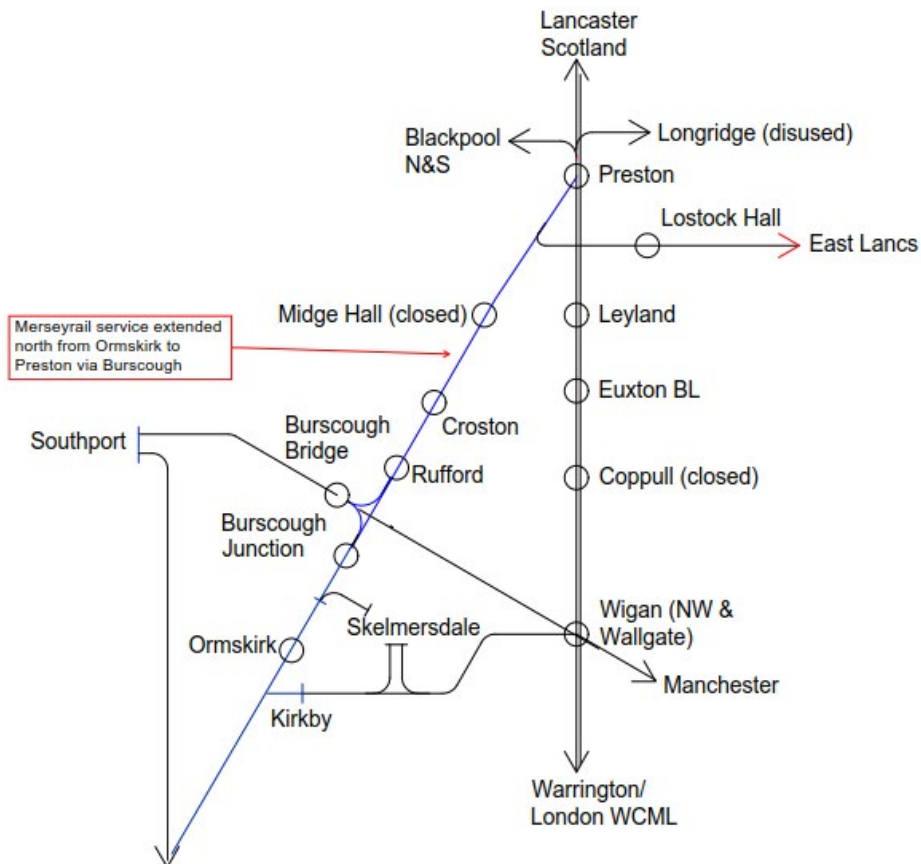 Lancaster
Scotland
Blackpool
N&S
Longridge (disused)
Preston
Lostock Hall
East Lancs
Midge Hall (closed)
Leyland
Merseyrail service extended
north from Ormskirk to
Preston via Burscough
Euxton BL
Croston
Southport
Burscough
Bridge
Rufford
Coppull (closed)
Burscough
Junction
Wigan (NW &
Wallgate)
Skelmersdale
Ormskirk
Manchester
Kirkby
Warrington/
London WCML